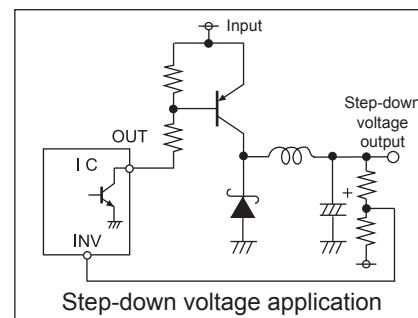 Input
Step-down
voltage
output
OUT
I C
+
INV
Step-down voltage application